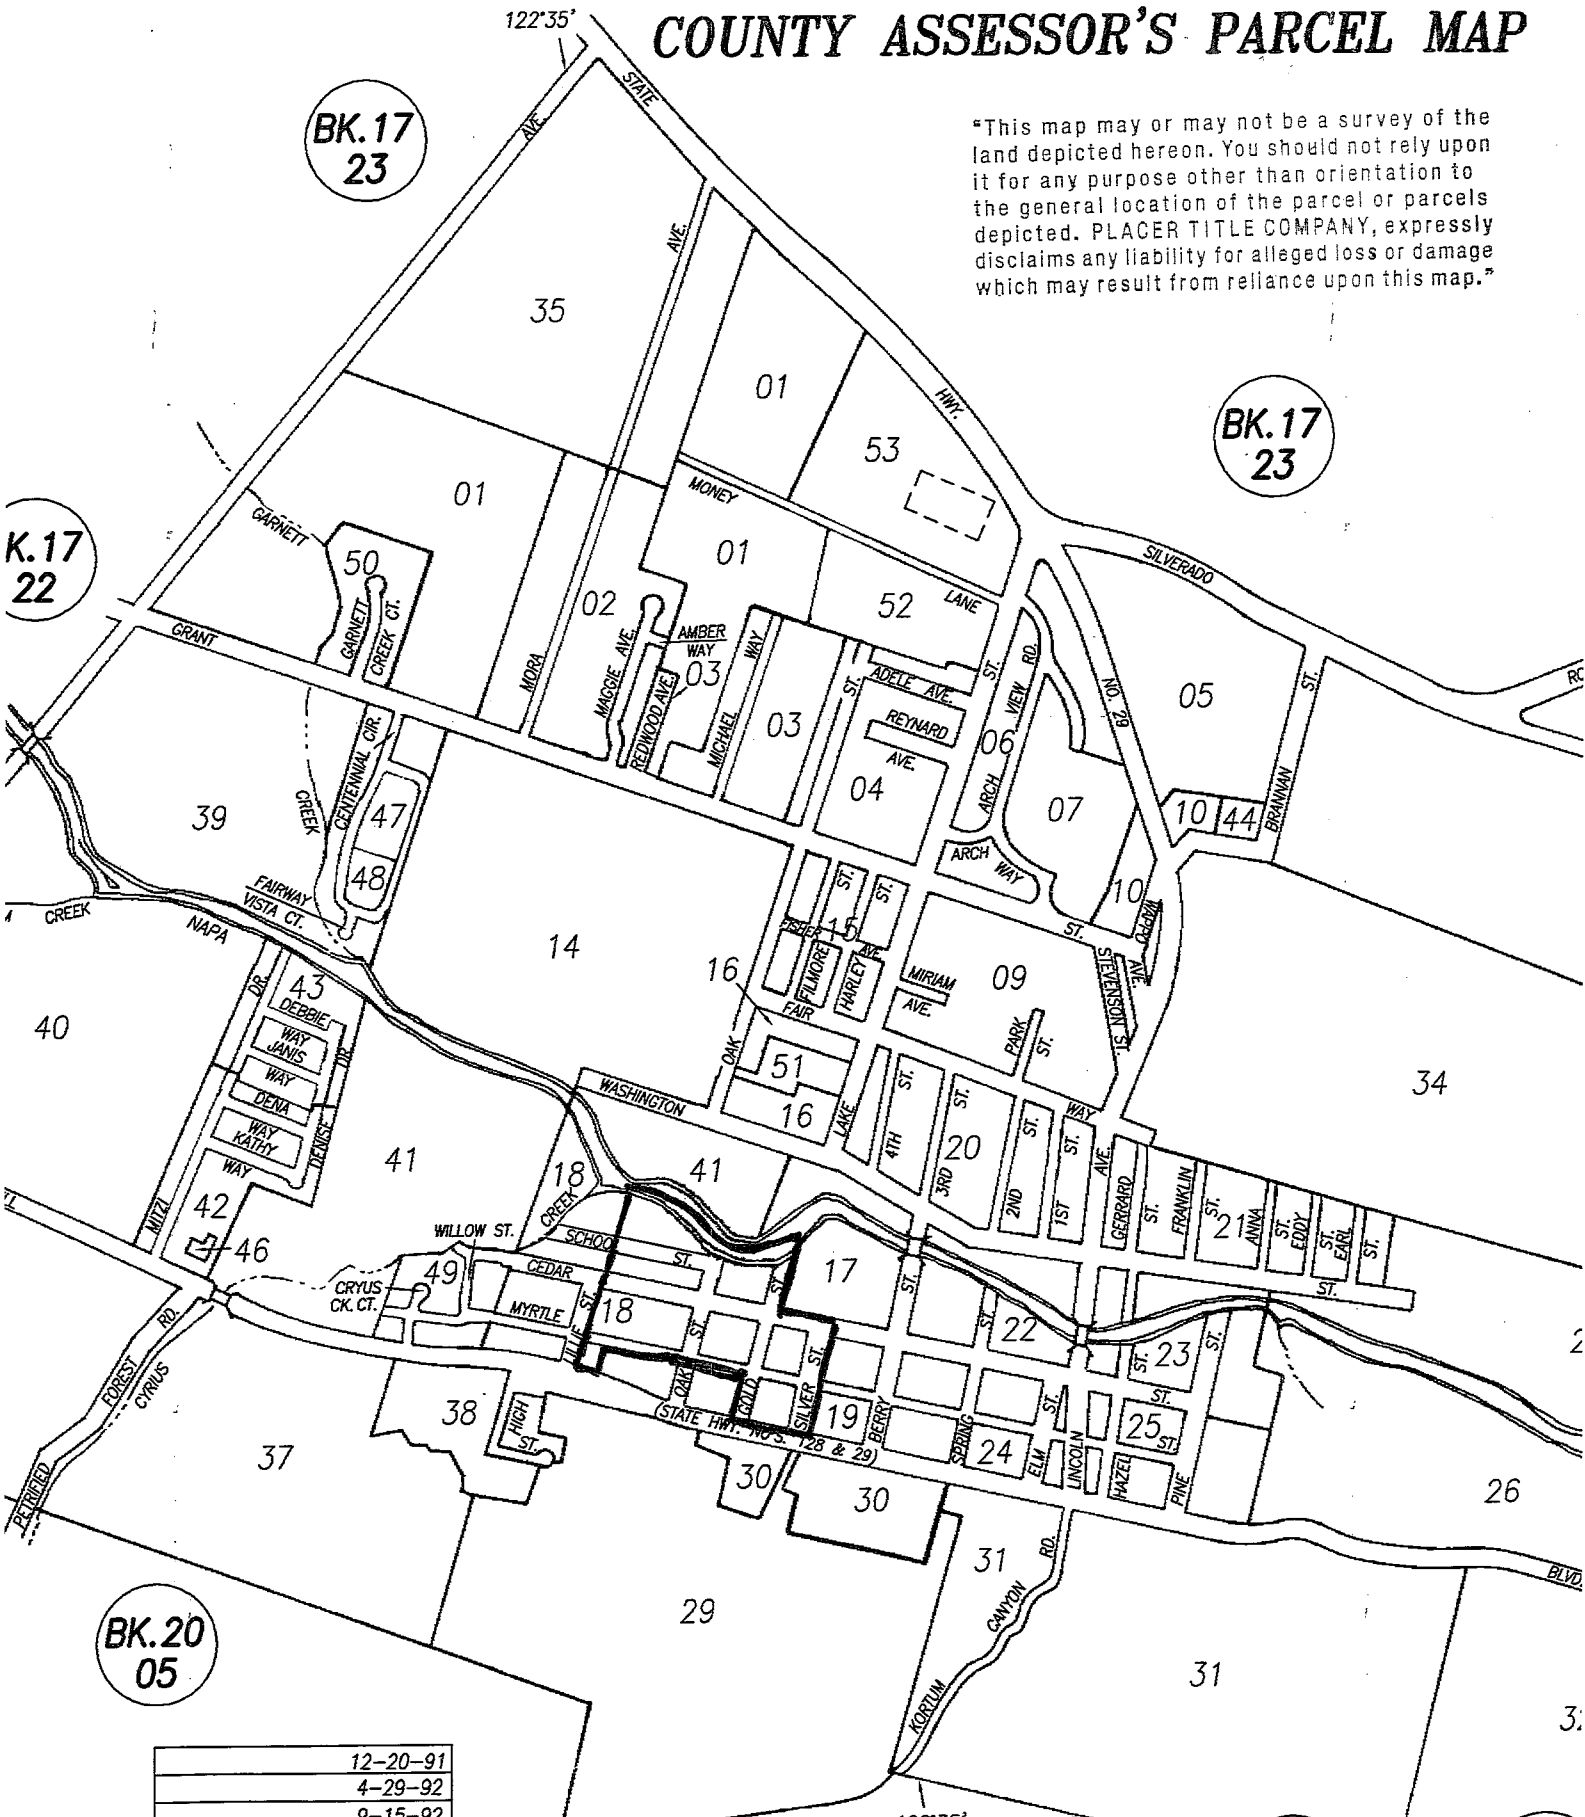 122°35'
COUNTY ASSESSOR'S PARCEL MAP
"This map may or may not be a survey of the
land depicted hereon. You should not rely upon
it for any purpose other than orientation to
the general location of the parcel or parcels
depicted. PLACER TITLE COMPANY, expressly
disclaims any liability for alleged loss or damage
which may result from reliance upon this map."
BK.17
23
STATE
AVE.
AVE.
35
01
HWY.
53
BK.17
23
01
MONEY
GARNETT
K.17
22
50
01
SILVERADO
02
52
LANE
GARNETT
CREEK CT.
GRANT
AMBER
WAY
MAGGIE AVE.
WAY
MORA
REDWOOD AVE.
03
MICHAEL
03
ST.
ADELE AVE.
ST.
VIEW RD.
NO. 29
05
ST.
RO
REYNARD
AVE.
06
ARCH
CENTENNIAL CIR.
CREEK
39
47
48
04
07
10
44
BRANNAN
ARCH
WAY
10
FAIRWAY
VISTA CT.
CREEK
NAPA
14
ST.
ST.
FISHER
15
AVE.
FILMORE
HARLEY
ST.
WAPPO
AVE.
STEVENSON ST.
16
MIRIAM
AVE.
09
FAIR
PARK
ST.
DR.
43
DEBBIE
WAY
JANIS
DR.
WAY
DENA
WAY
KATHY
WAY
DENISE
40
OAK
51
16
WASHINGTON
LAKE
ST.
4TH
ST.
3RD
20
ST.
2ND
ST.
1ST
WAY
AVE.
34
41
18
41
MITZI
42
46
GERRARD
ST.
FRANKLIN
ST.
21
ANNA
ST.
EDDY
ST.
EARL
ST.
ST.
WILLOW ST.
CREEK
SCHOOL
ST.
CEDAR
49
CRYUS
CK. CT.
MYRTLE
ST.
18
ST.
ST.
17
ST.
ST.
22
ST.
23
ST.
RD.
FOREST
CYRIUS
OAK
GOLD
SILVER
ST.
19
BERRY
SPRING
24
ELM
ST.
LINCOLN
ST.
25
ST.
HAZEL
PINE
38
HIGH
ST.
(STATE HWY. NO'S. 128 & 29)
37
30
30
26
PETRIFIED
31
RD.
CANYON
BLVD.
29
BK.20
05
31
KORTUM
12-20-91
4-29-92
9-15-92